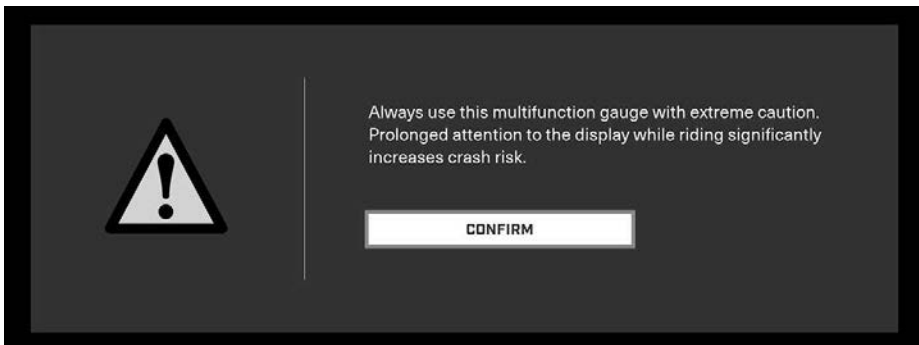 Always use this multifunction gauge with extreme caution.
Prolonged attention to the display while riding significantly
increases crash risk.
CONFIRM